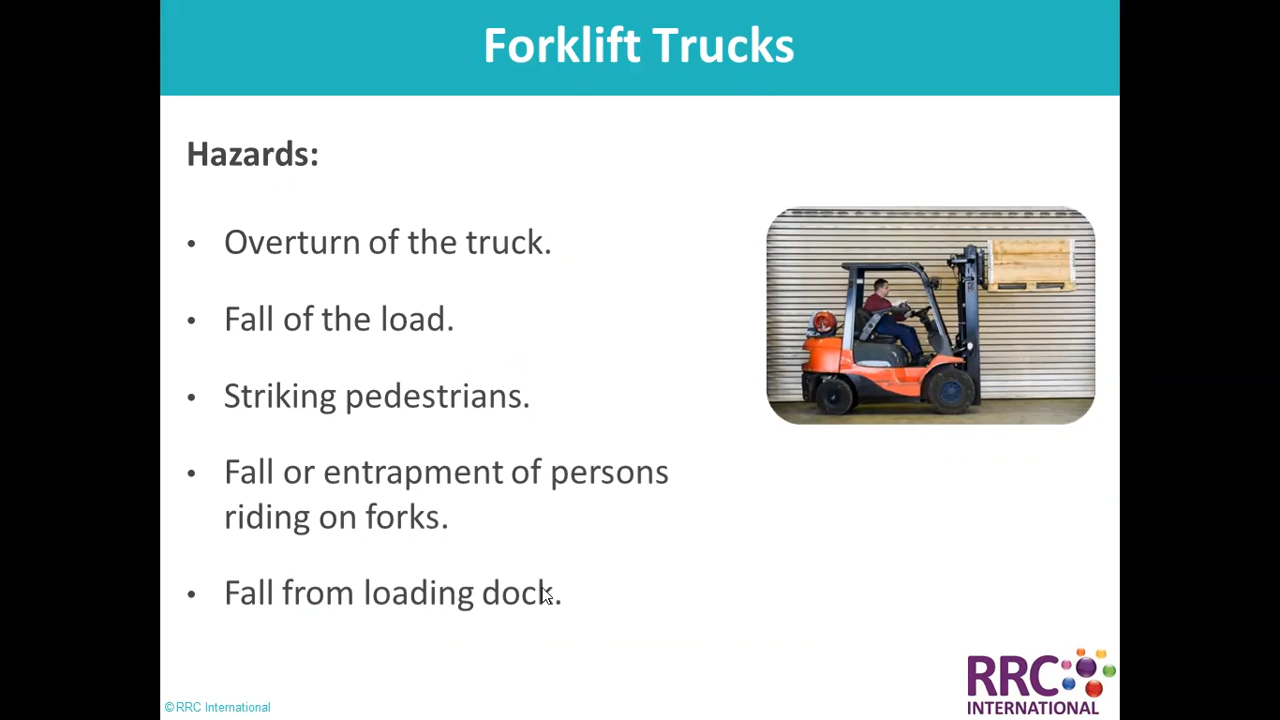 Forklift Trucks
Hazards:
• Overturn of the truck.
• Fall of the load.
• Striking pedestrians.
• Fall or entrapment of persons
riding on forks.
• Fall from loading dock.
RRC
INTERNATIONAL
© RRC International